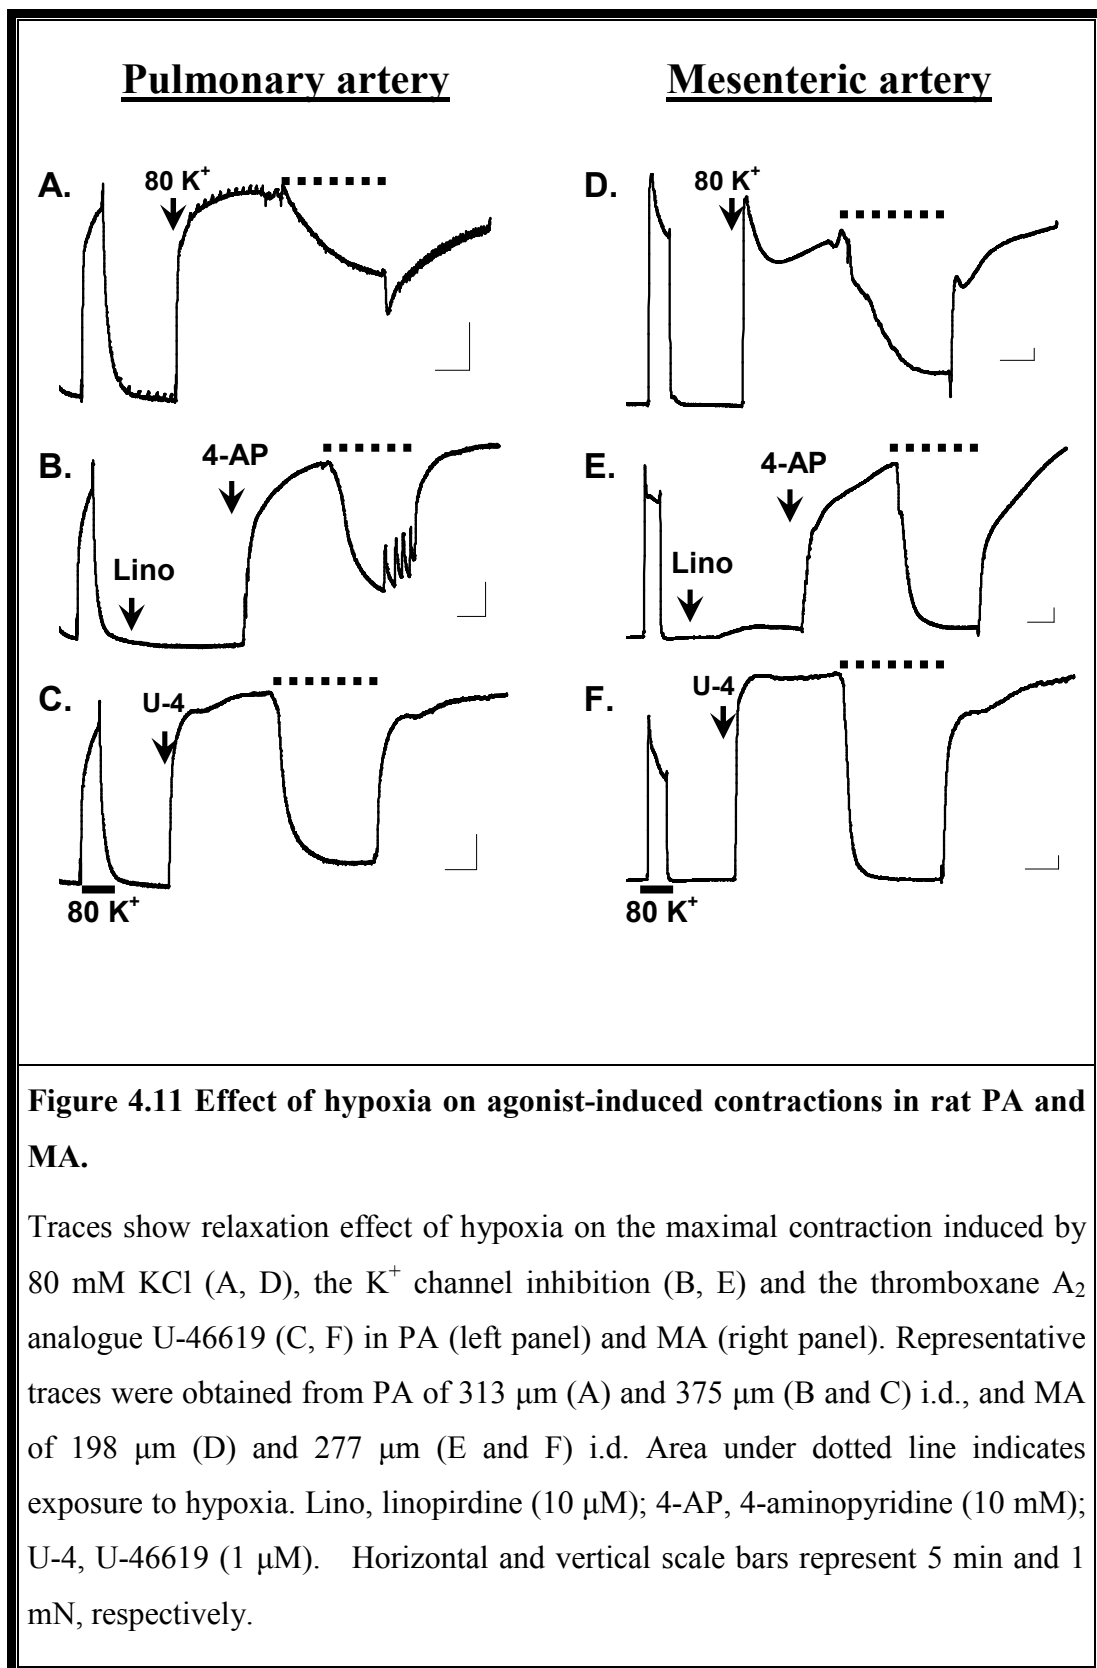 Pulmonary artery
Mesenteric artery
A.
80 K⁺
D.
80 K⁺
B.
4-AP
Lino
E.
4-AP
Lino
C.
U-4
80 K⁺
F.
U-4
80 K⁺
Figure 4.11 Effect of hypoxia on agonist-induced contractions in rat PA and
MA.
Traces show relaxation effect of hypoxia on the maximal contraction induced by
80 mM KCl (A, D), the K⁺ channel inhibition (B, E) and the thromboxane A₂
analogue U-46619 (C, F) in PA (left panel) and MA (right panel). Representative
traces were obtained from PA of 313 μm (A) and 375 μm (B and C) i.d., and MA
of 198 μm (D) and 277 μm (E and F) i.d. Area under dotted line indicates
exposure to hypoxia. Lino, linopirdine (10 μM); 4-AP, 4-aminopyridine (10 mM);
U-4, U-46619 (1 μM). Horizontal and vertical scale bars represent 5 min and 1
mN, respectively.